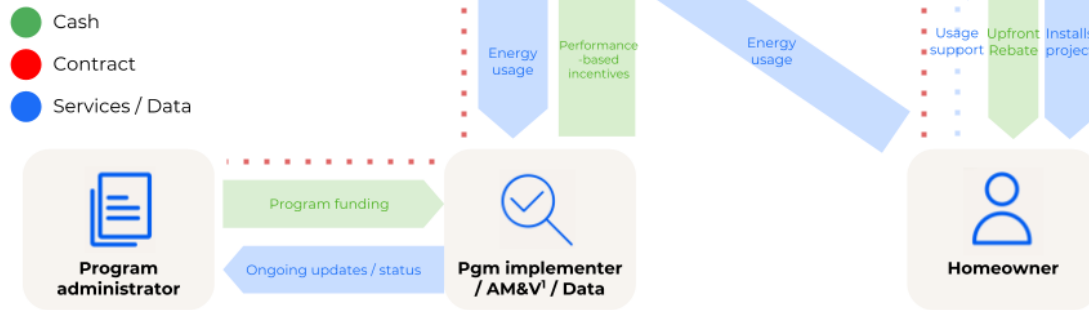 Cash
Contract
Services / Data
Energy
usage
Performance
-based
incentives
Energy
usage
Usage
support
Upfront
Rebate
Installs
project
Program funding
Ongoing updates / status
Program
administrator
Pgm implementer
/ AM&V¹ / Data
Homeowner